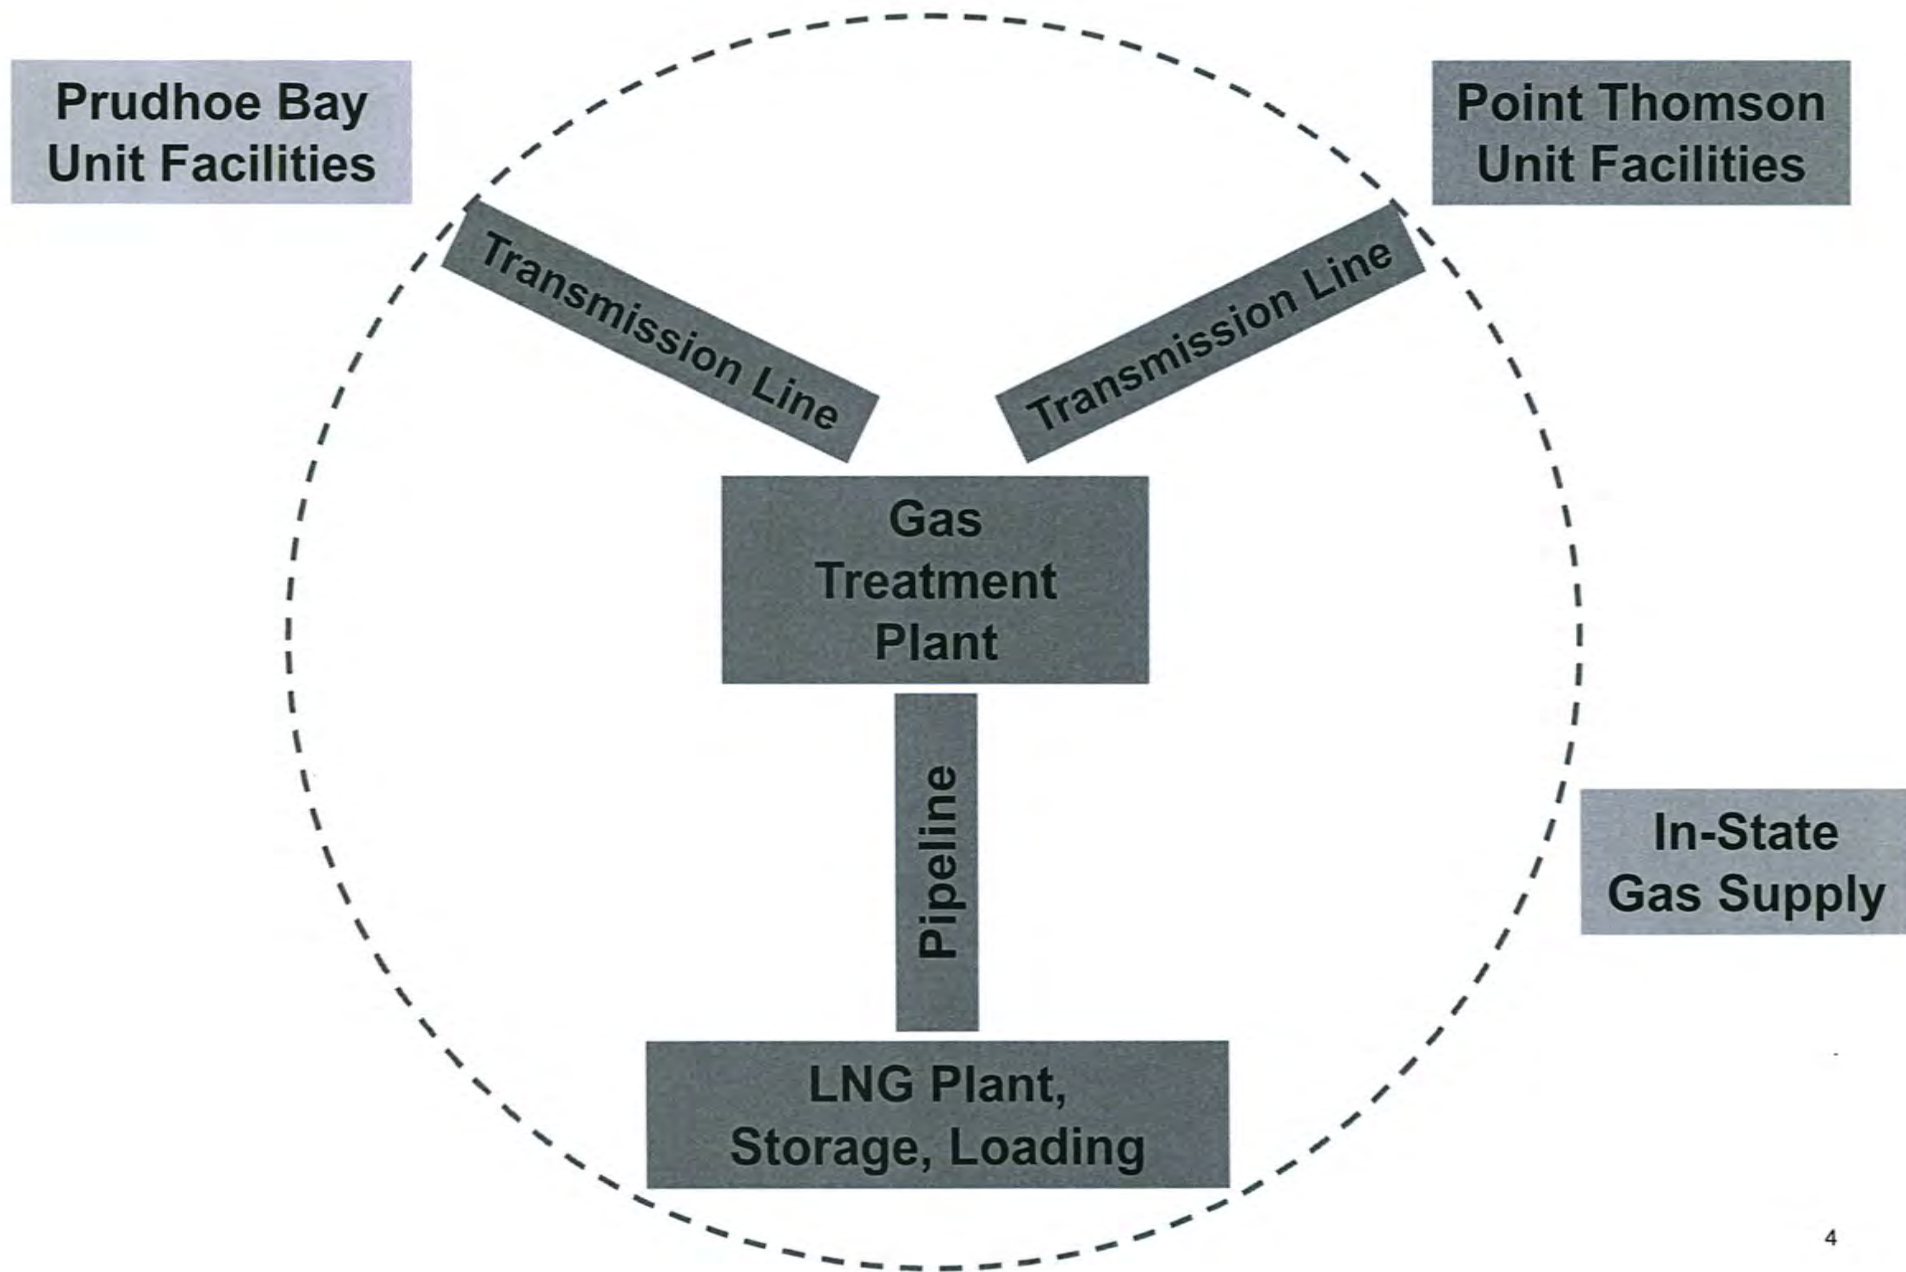 Prudhoe Bay
Unit Facilities
Point Thomson
Unit Facilities
Transmission Line
Transmission Line
Gas
Treatment
Plant
Pipeline
In-State
Gas Supply
LNG Plant,
Storage, Loading
4